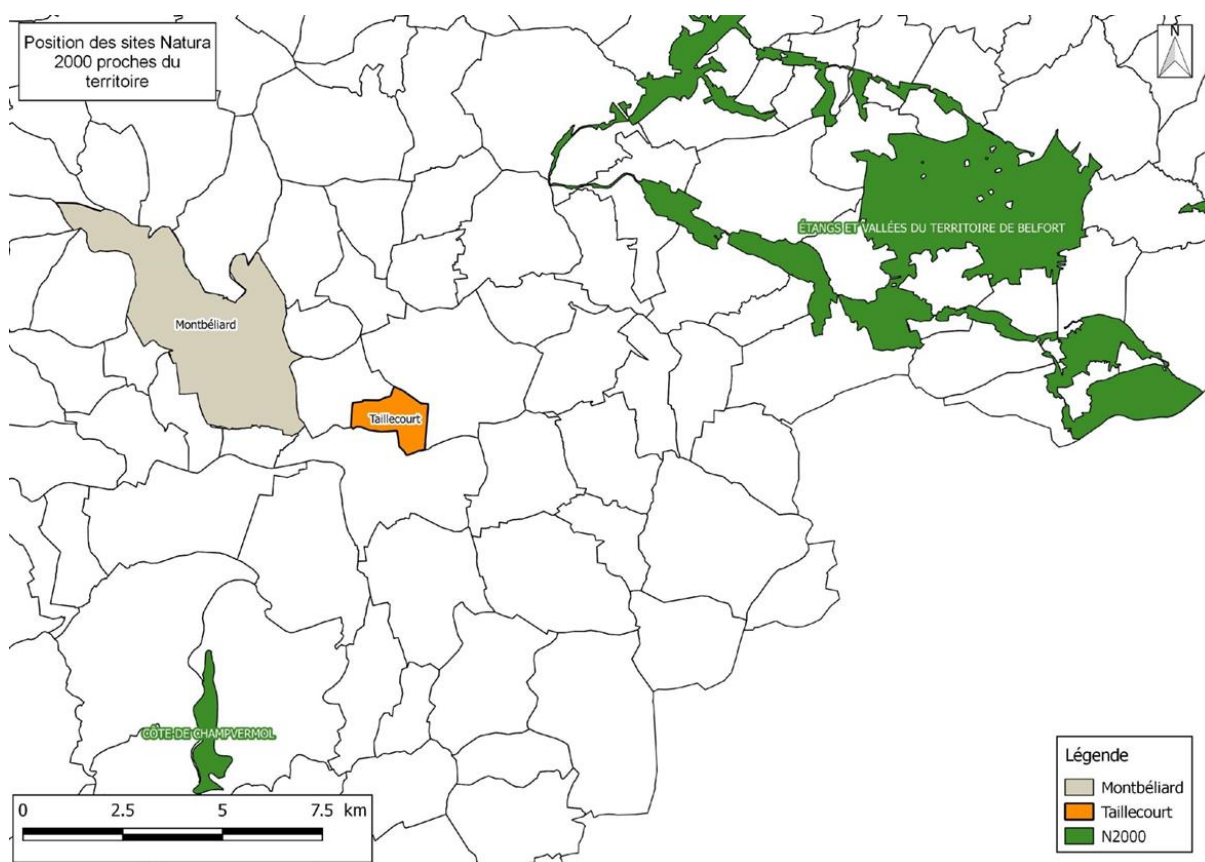 Position des sites Natura
2000 proches du
territoire
N
ÉTANGS ET VALLÉES DU TERRITOIRE DE BELFORT
Montbéliard
Taillecourt
CÔTE DE CHAMPVERMOL
0 2.5 5 7.5 km
Légende
Montbéliard
Taillecourt
N2000